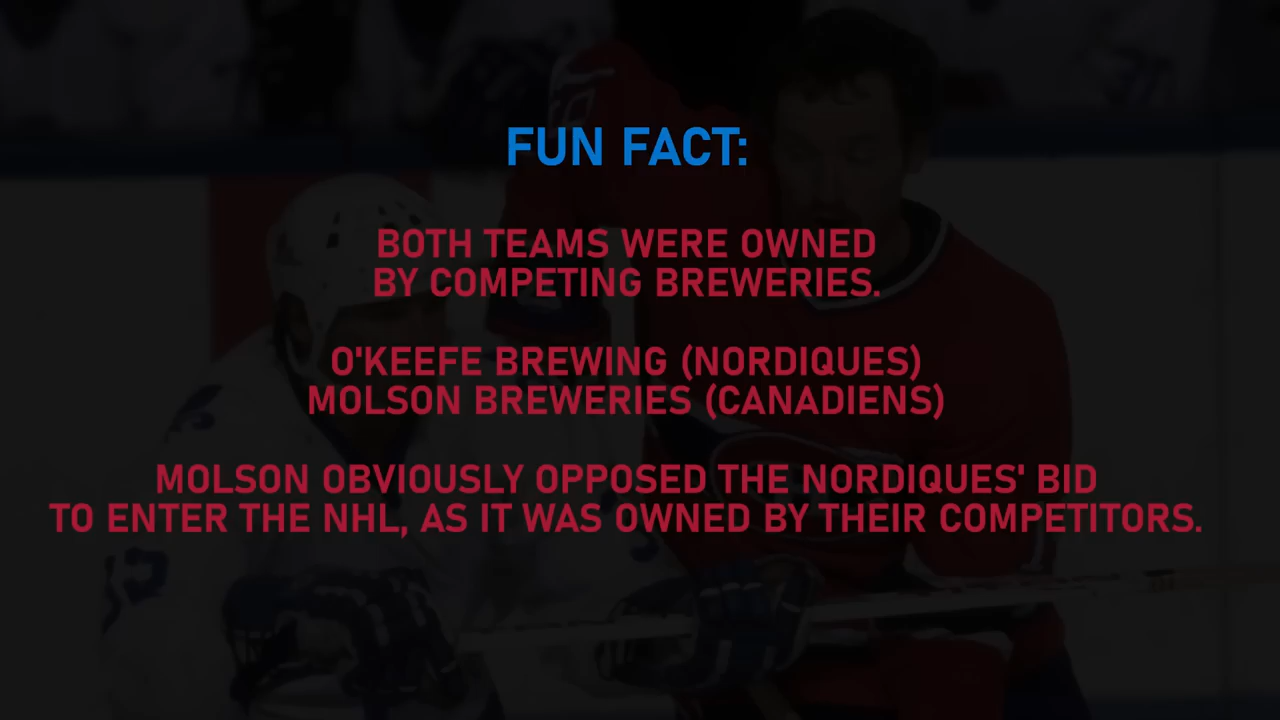 FUN FACT:
BOTH TEAMS WERE OWNED
BY COMPETING BREWERIES.
O'KEEFE BREWING (NORDIQUES)
MOLSON BREWERIES (CANADIENS)
MOLSON OBVIOUSLY OPPOSED THE NORDIQUES' BID
TO ENTER THE NHL, AS IT WAS OWNED BY THEIR COMPETITORS.